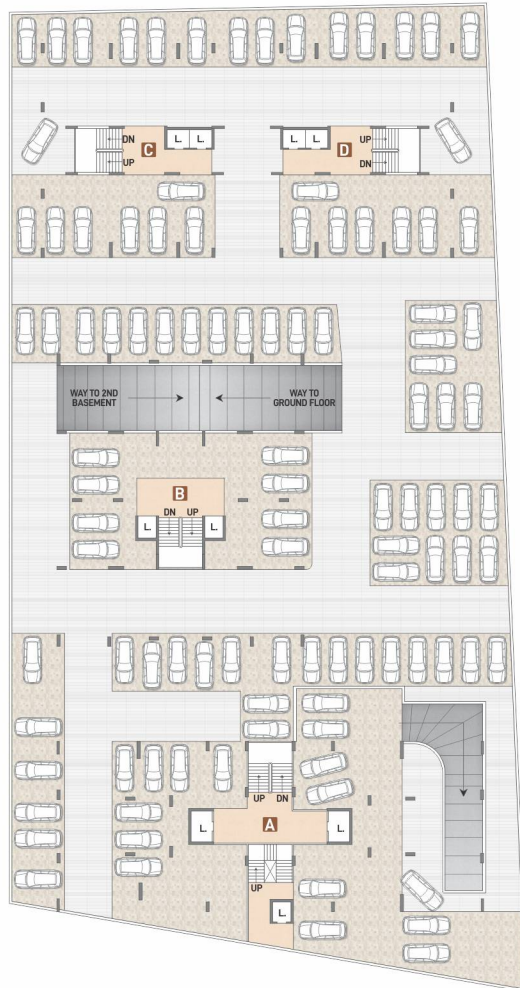 DN
UP
C
L.
L.
L.
L.
D
UP
DN
WAY TO 2ND
BASEMENT
WAY TO
GROUND FLOOR
B
DN UP
L.
L.
UP DN
L.
A
L.
UP
L.